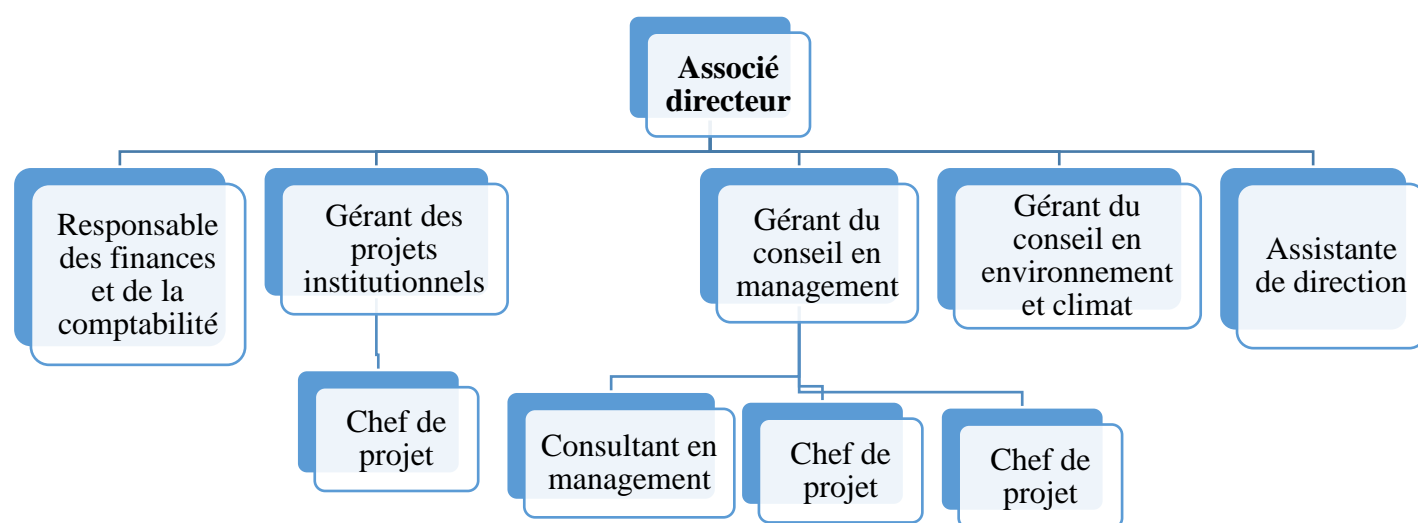 Associé
directeur
Responsable
des finances
et de la
comptabilité
Gérant des
projets
institutionnels
Gérant du
conseil en
management
Gérant du
conseil en
environnement
et climat
Assistante
de direction
Chef de
projet
Consultant en
management
Chef de
projet
Chef de
projet